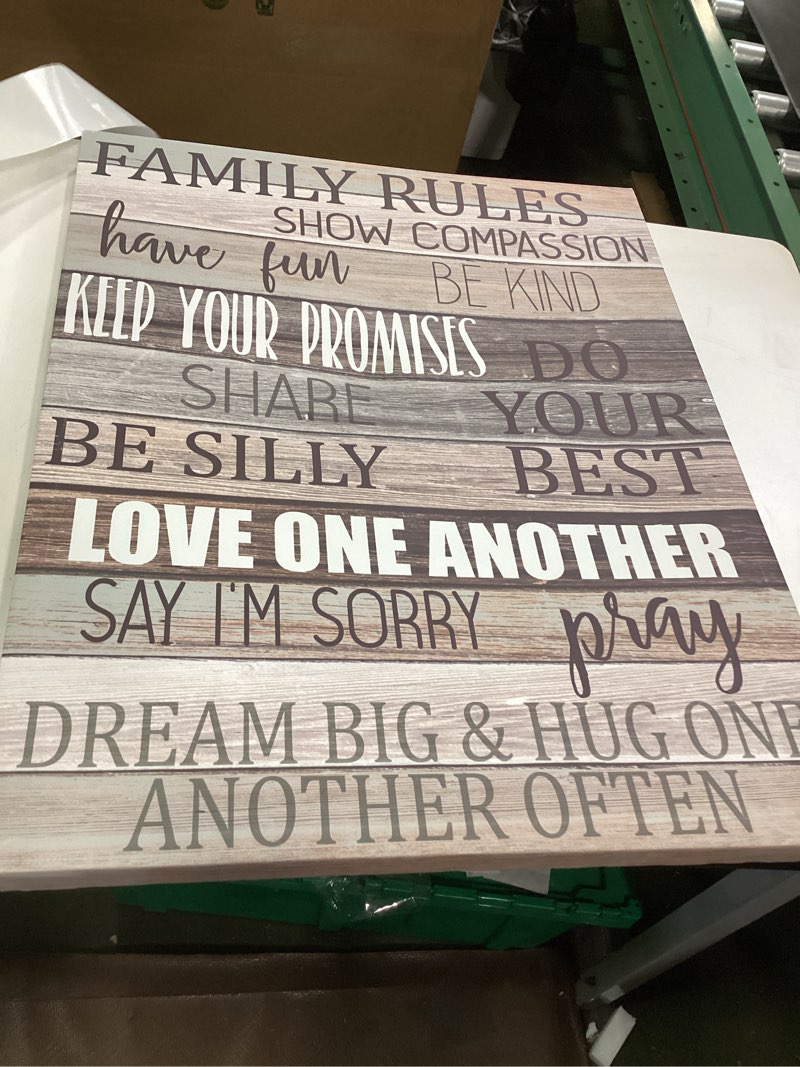 FAMILY RULES
SHOW COMPASSION
have fun
BE KIND
KEEP YOUR PROMISES
SHARE
DO
YOUR
BEST
BE SILLY
LOVE ONE ANOTHER
SAY I'M SORRY
pray
DREAM BIG & HUG ONE
ANOTHER OFTEN